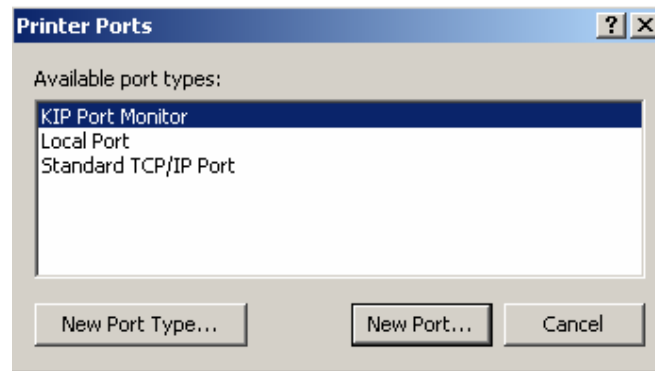 Printer Ports
Available port types:
KIP Port Monitor
Local Port
Standard TCP/IP Port
New Port Type... New Port... Cancel